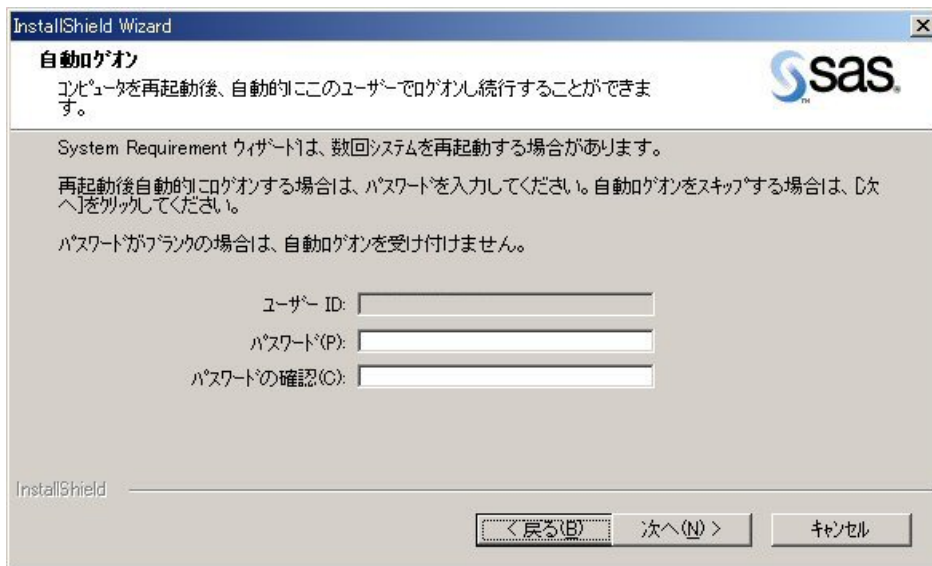 InstallShield Wizard
自動ログオン
コンピュータを再起動後、自動的にこのユーザーでログオンし続行することができま
す。
sas.
TM
System Requirement ウィザードは、数回システムを再起動する場合があります。
再起動後自動的にログオンする場合は、パスワードを入力してください。自動ログオンをスキップする場合は、[次
へ]をクリックしてください。
パスワードがブランクの場合は、自動ログオンを受け付けません。
ユーザー ID:
パスワード(P):
パスワードの確認(C):
InstallShield
< 戻る(B)
次へ(N) >
キャンセル